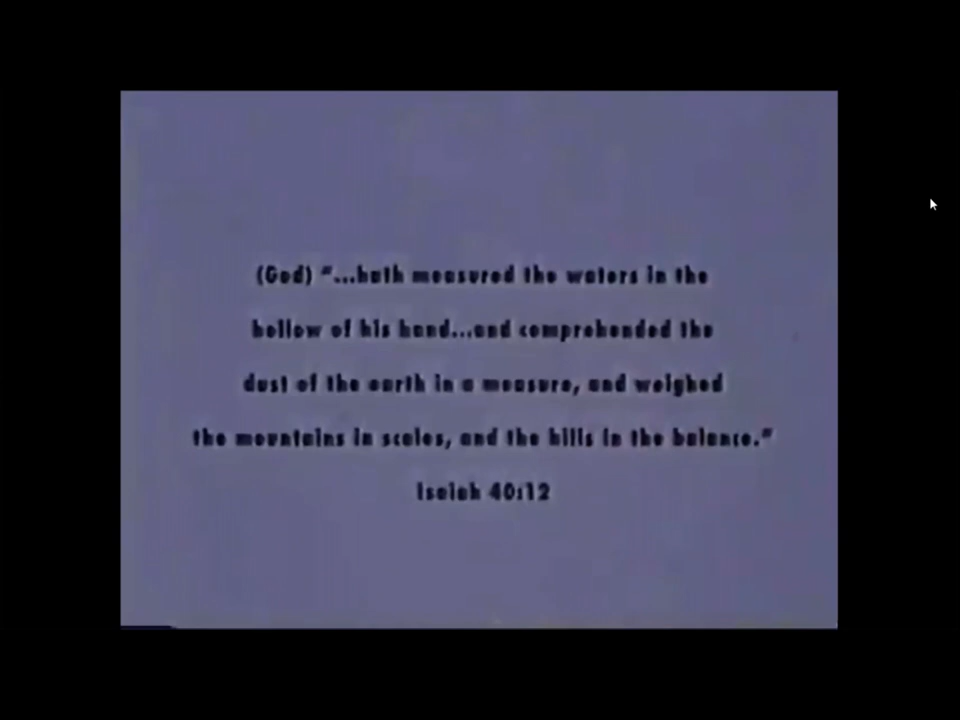 (God) "...hath measured the waters in the
hollow of his hand...and comprehended the
dust of the earth in a measure, and weighed
the mountains in scales, and the hills in the balance."
Isaiah 40:12